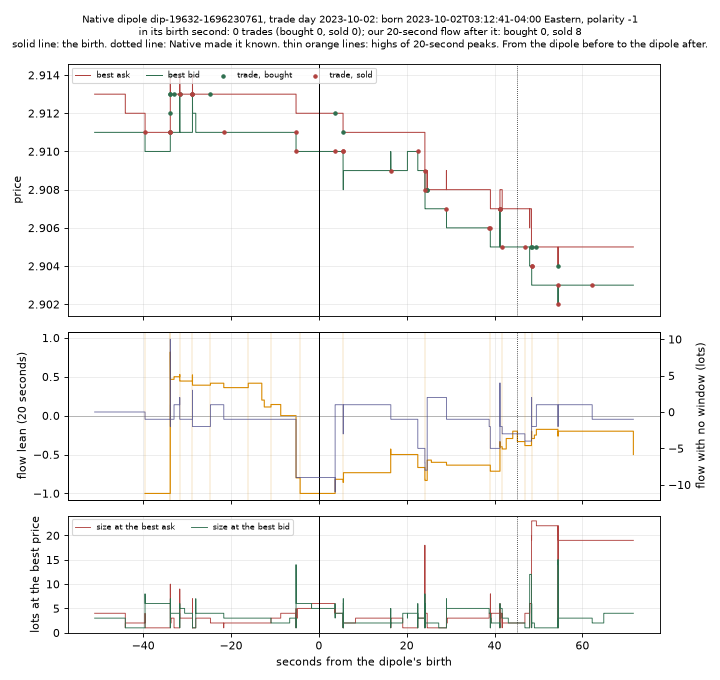 Native dipole dip-19632-1696230761, trade day 2023-10-02: born 2023-10-02T03:12:41-04:00 Eastern, polarity -1
in its birth second: 0 trades (bought 0, sold 0); our 20-second flow after it: bought 0, sold 8
solid line: the birth. dotted line: Native made it known. thin orange lines: highs of 20-second peaks. From the dipole before to the dipole after.
best ask
best bid
trade, bought
trade, sold
2.914
2.912
2.910
2.908
2.906
2.904
2.902
price
1.0
0.5
0.0
−0.5
−1.0
flow lean (20 seconds)
10
5
0
−5
−10
flow with no window (lots)
size at the best ask
size at the best bid
20
15
10
5
0
lots at the best price
−40
−20
0
20
40
60
seconds from the dipole's birth